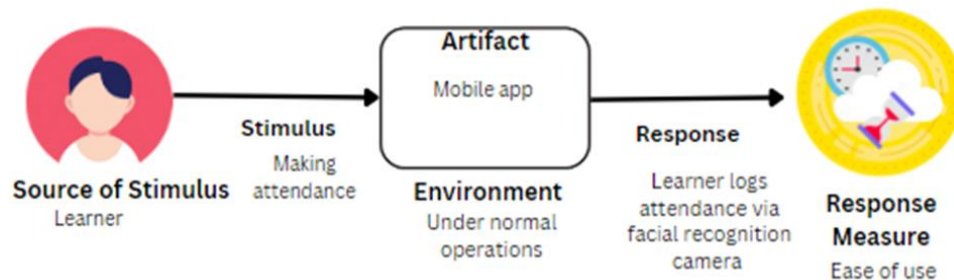 Source of Stimulus
Learner
Stimulus
Making
attendance
Artifact
Mobile app
Environment
Under normal
operations
Response
Learner logs
attendance via
facial recognition
camera
Response
Measure
Ease of use